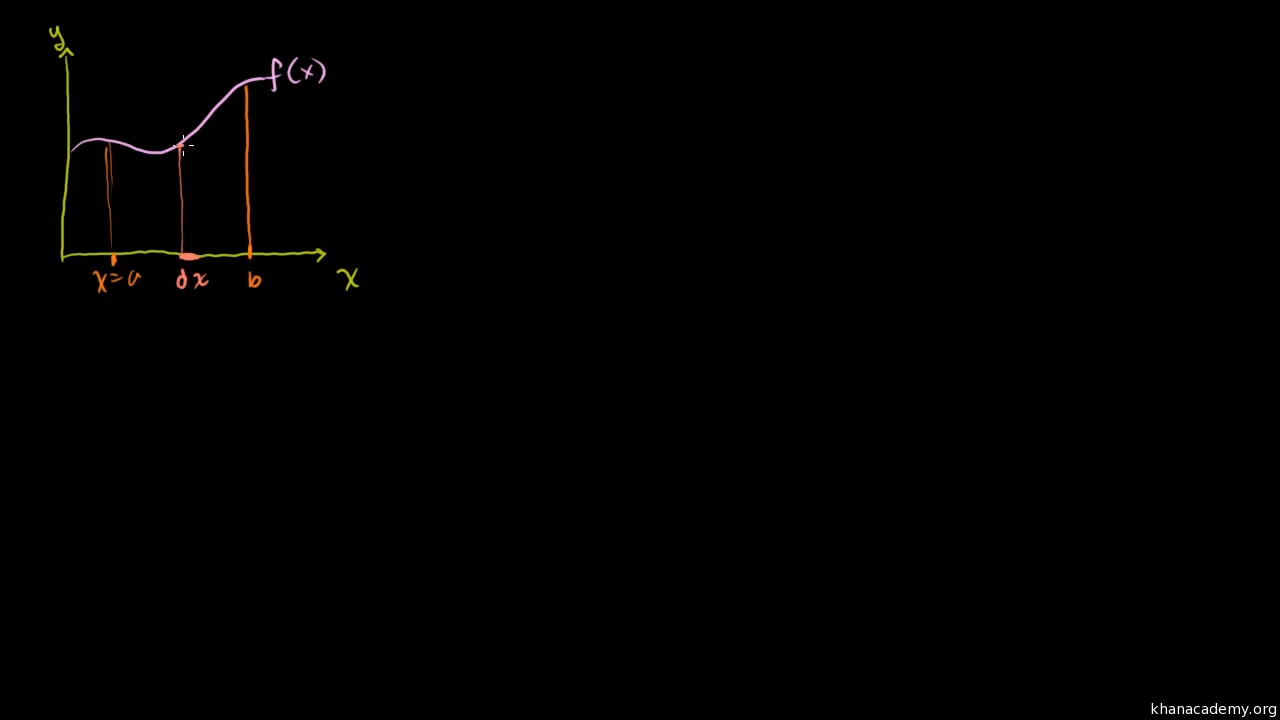 y
f(x)
x=a dx b x
khanacademy.org